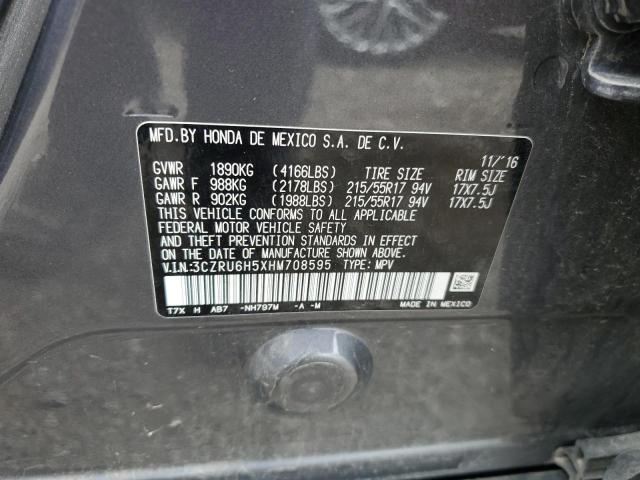 MFD.BY HONDA DE MEXICO S.A. DE C.V.
11/'16
GVWR 1890KG (4166LBS) TIRE SIZE RIM SIZE
GAWR F 988KG (2178LBS) 215/55R17 94V 17X7.5J
GAWR R 902KG (1988LBS) 215/55R17 94V 17X7.5J
THIS VEHICLE CONFORMS TO ALL APPLICABLE
FEDERAL MOTOR VEHICLE SAFETY
AND THEFT PREVENTION STANDARDS IN EFFECT
ON THE DATE OF MANUFACTURE SHOWN ABOVE.
V.I.N.:3CZRU6H5XHM708595 TYPE: MPV
T7X H AB7 -NH797M -A -M MADE IN MEXICO